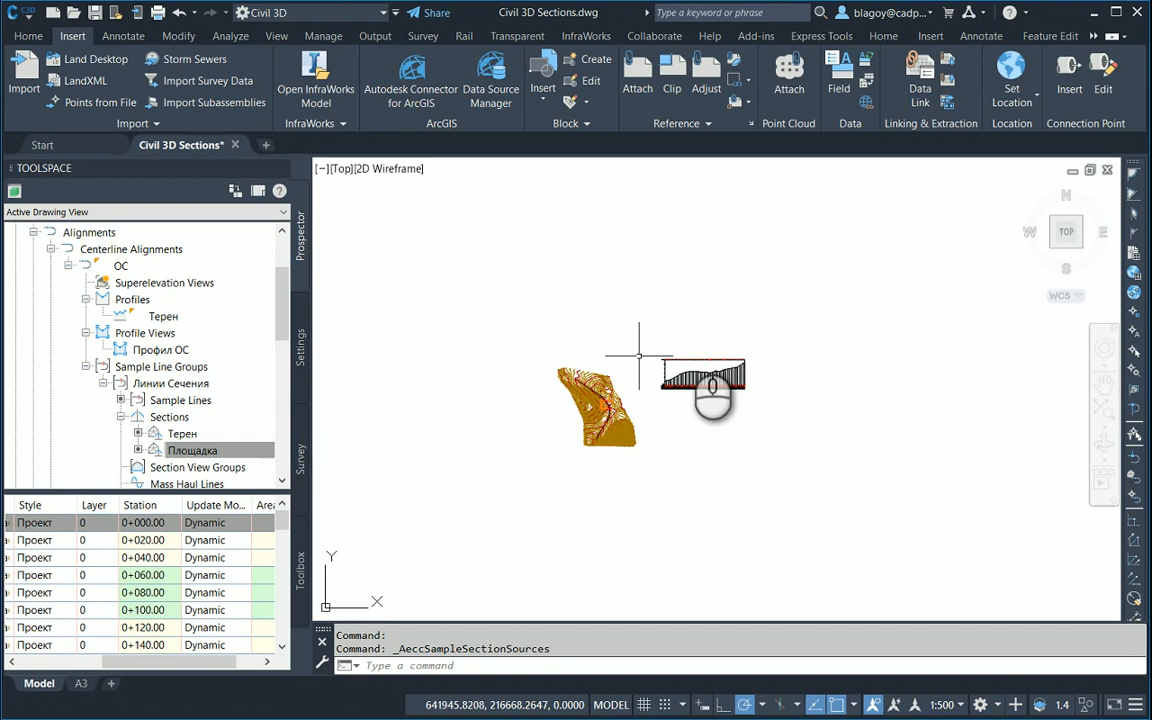 C3D
Civil 3D
Share
Civil 3D Sections.dwg
Type a keyword or phrase
blagoy@cadp...
Home Insert Annotate Modify Analyze View Manage Output Survey Rail Transparent InfraWorks Collaborate Help Add-ins Express Tools Home Insert Annotate Feature Edit
Import
Land Desktop
LandXML
Points from File
Storm Sewers
Import Survey Data
Import Subassemblies
Import
Open InfraWorks
Model
InfraWorks
Autodesk Connector
for ArcGIS
Data Source
Manager
ArcGIS
Insert
Create
Edit
Block
Attach
Clip
Adjust
Reference
Attach
Point Cloud
Field
Data
Data
Link
Linking & Extraction
Set
Location
Location
Insert
Edit
Connection Point
Start
Civil 3D Sections*
TOOLSPACE
Active Drawing View
Alignments
Centerline Alignments
ОС
Superelevation Views
Profiles
Терен
Profile Views
Профил ОС
Sample Line Groups
Линии Сечения
Sample Lines
Sections
Терен
Площадка
Section View Groups
Mass Haul Lines
Prospector
Settings
Survey
Toolbox
Style Layer Station Update Mo... Area
Проект 0 0+000.00 Dynamic
Проект 0 0+020.00 Dynamic
Проект 0 0+040.00 Dynamic
Проект 0 0+060.00 Dynamic
Проект 0 0+080.00 Dynamic
Проект 0 0+100.00 Dynamic
Проект 0 0+120.00 Dynamic
Проект 0 0+140.00 Dynamic
[−][Top][2D Wireframe]
N
W
TOP
E
S
WCS
Y
X
Command:
Command: _AeccSampleSectionSources
Type a command
Model A3
641945.8208, 216668.2647, 0.0000 MODEL
1:500
1.4